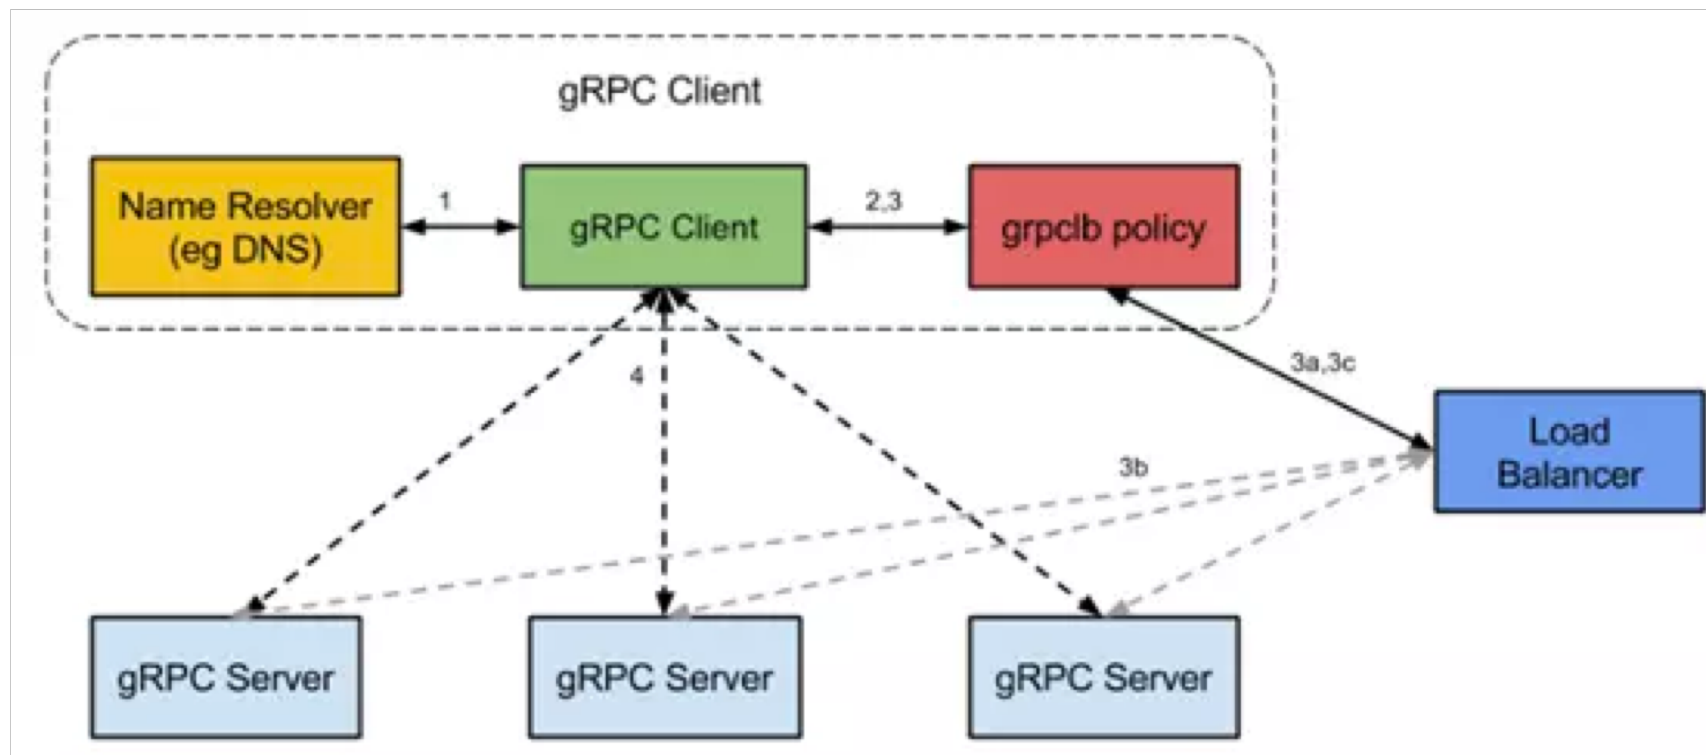 gRPC Client
Name Resolver
(eg DNS)
1
gRPC Client
2,3
grpclb policy
4
3a,3c
Load
Balancer
3b
gRPC Server
gRPC Server
gRPC Server